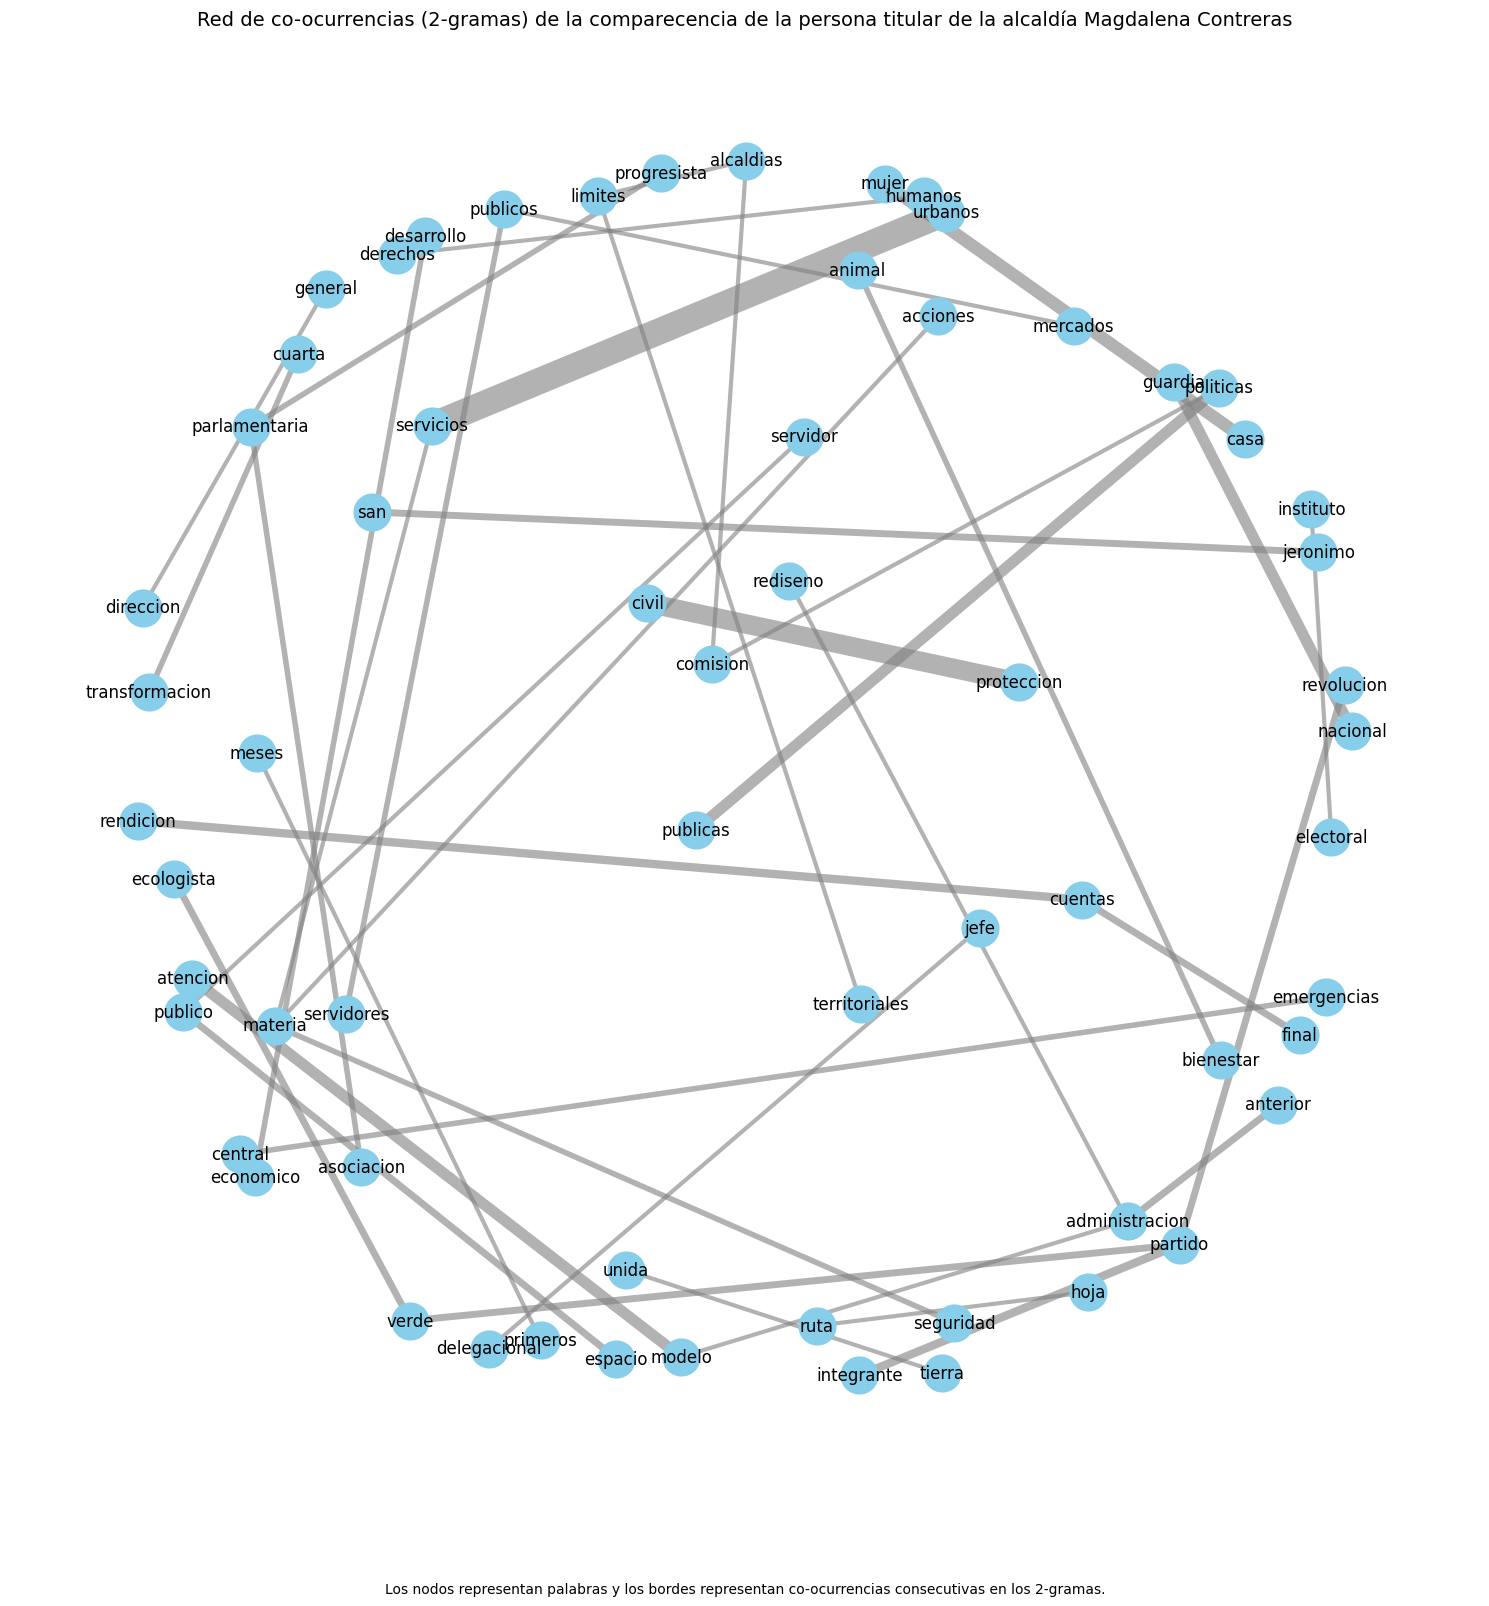 Red de co-ocurrencias (2-gramas) de la comparecencia de la persona titular de la alcaldía Magdalena Contreras
alcaldias
progresista
mujer
limites
humanos
publicos
urbanos
desarrollo
derechos
animal
general
acciones
mercados
cuarta
guardia
politicas
parlamentaria
servicios
servidor
casa
san
instituto
jeronimo
rediseno
civil
direccion
comision
proteccion
revolucion
transformacion
nacional
meses
rendicion
publicas
electoral
ecologista
cuentas
jefe
atencion
emergencias
territoriales
publico
servidores
materia
final
bienestar
anterior
central
asociacion
economico
administracion
partido
unida
hoja
verde
ruta
seguridad
primeros
delegacional
modelo
espacio
tierra
integrante
Los nodos representan palabras y los bordes representan co-ocurrencias consecutivas en los 2-gramas.